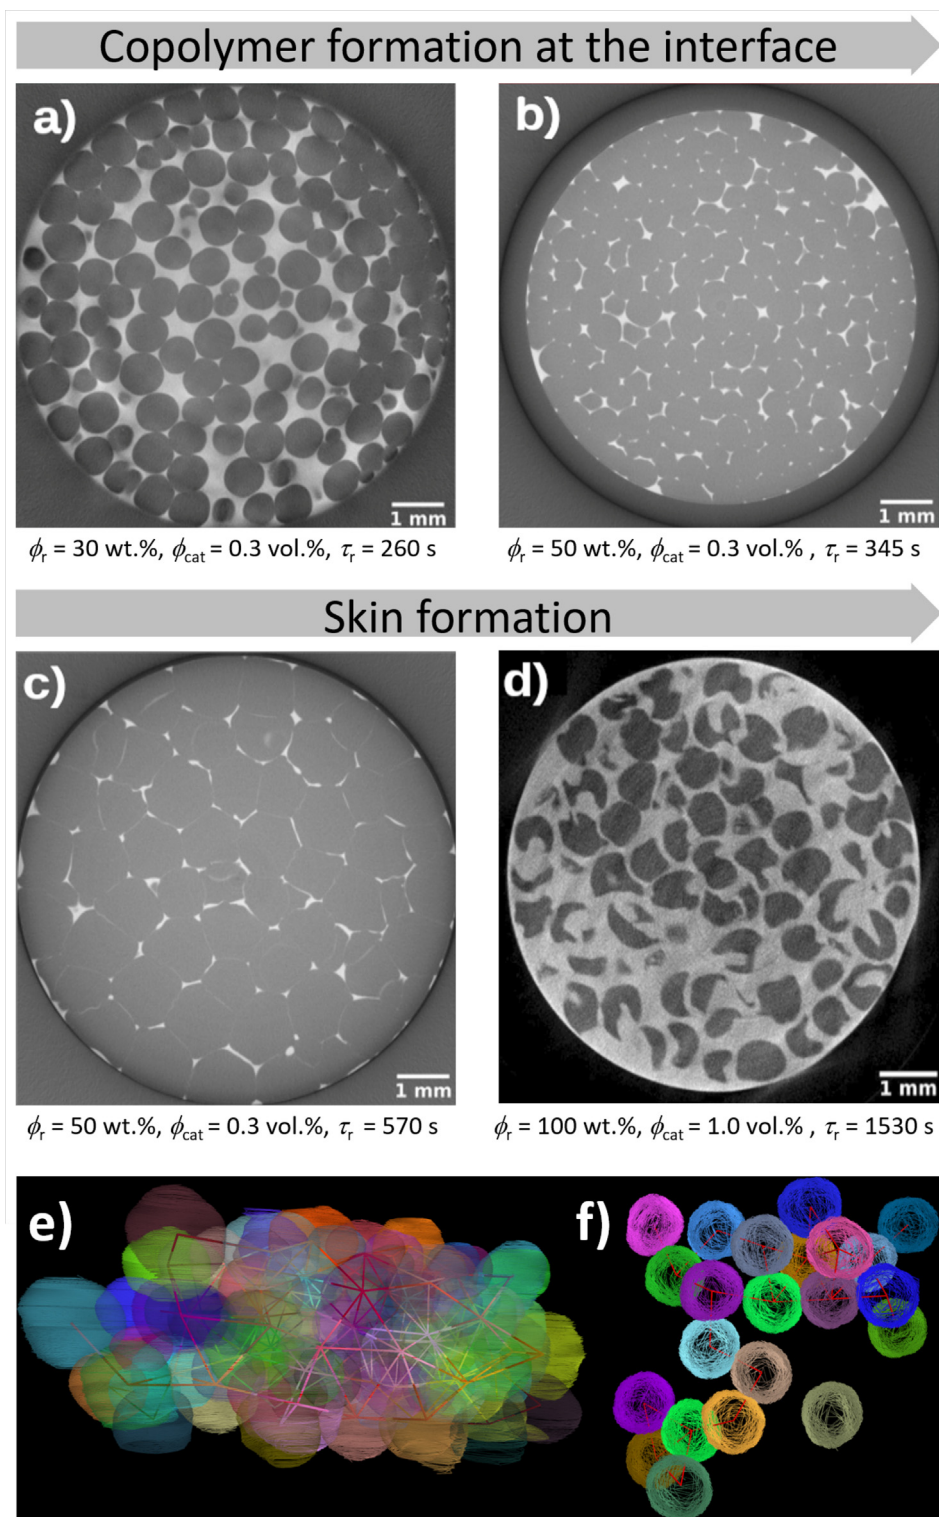 Copolymer formation at the interface
a)
b)
1 mm
1 mm
ϕr = 30 wt.%, ϕcat = 0.3 vol.%, τr = 260 s
ϕr = 50 wt.%, ϕcat = 0.3 vol.% , τr = 345 s
Skin formation
c)
d)
1 mm
1 mm
ϕr = 50 wt.%, ϕcat = 0.3 vol.%, τr = 570 s
ϕr = 100 wt.%, ϕcat = 1.0 vol.% , τr = 1530 s
e)
f)